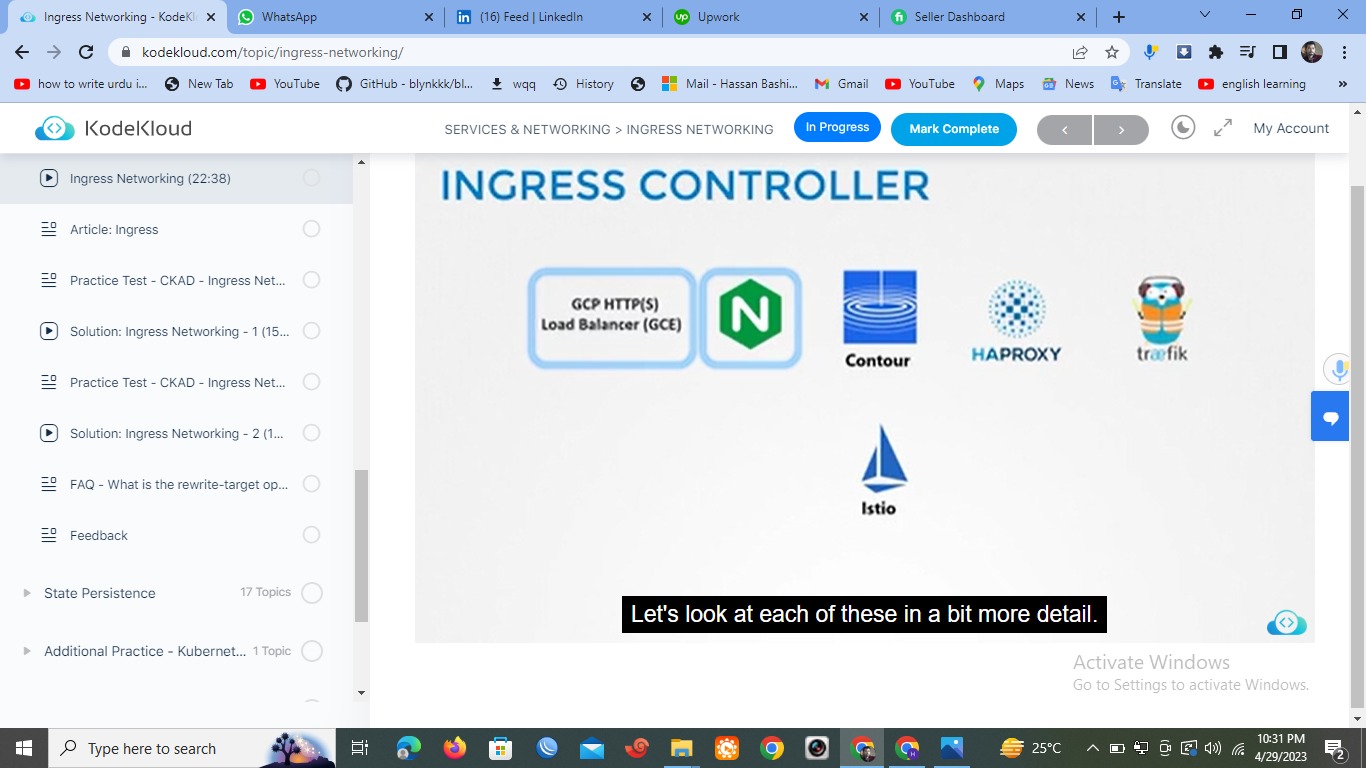 Ingress Networking - KodeKl
WhatsApp
(16) Feed | LinkedIn
Upwork
Seller Dashboard
kodekloud.com/topic/ingress-networking/
how to write urdu i...
New Tab
YouTube
GitHub - blynkkk/bl...
wqq
History
Mail - Hassan Bashi...
Gmail
YouTube
Maps
News
Translate
english learning
KodeKloud
SERVICES & NETWORKING > INGRESS NETWORKING
In Progress
Mark Complete
My Account
Ingress Networking (22:38)
Article: Ingress
Practice Test - CKAD - Ingress Net...
Solution: Ingress Networking - 1 (15...
Practice Test - CKAD - Ingress Net...
Solution: Ingress Networking - 2 (1...
FAQ - What is the rewrite-target op...
Feedback
State Persistence 17 Topics
Additional Practice - Kubernet... 1 Topic
INGRESS CONTROLLER
GCP HTTP(S)
Load Balancer (GCE)
N
Contour
HAPROXY
træfik
Istio
Let's look at each of these in a bit more detail.
Activate Windows
Go to Settings to activate Windows.
Type here to search
25°C
10:31 PM
4/29/2023
2